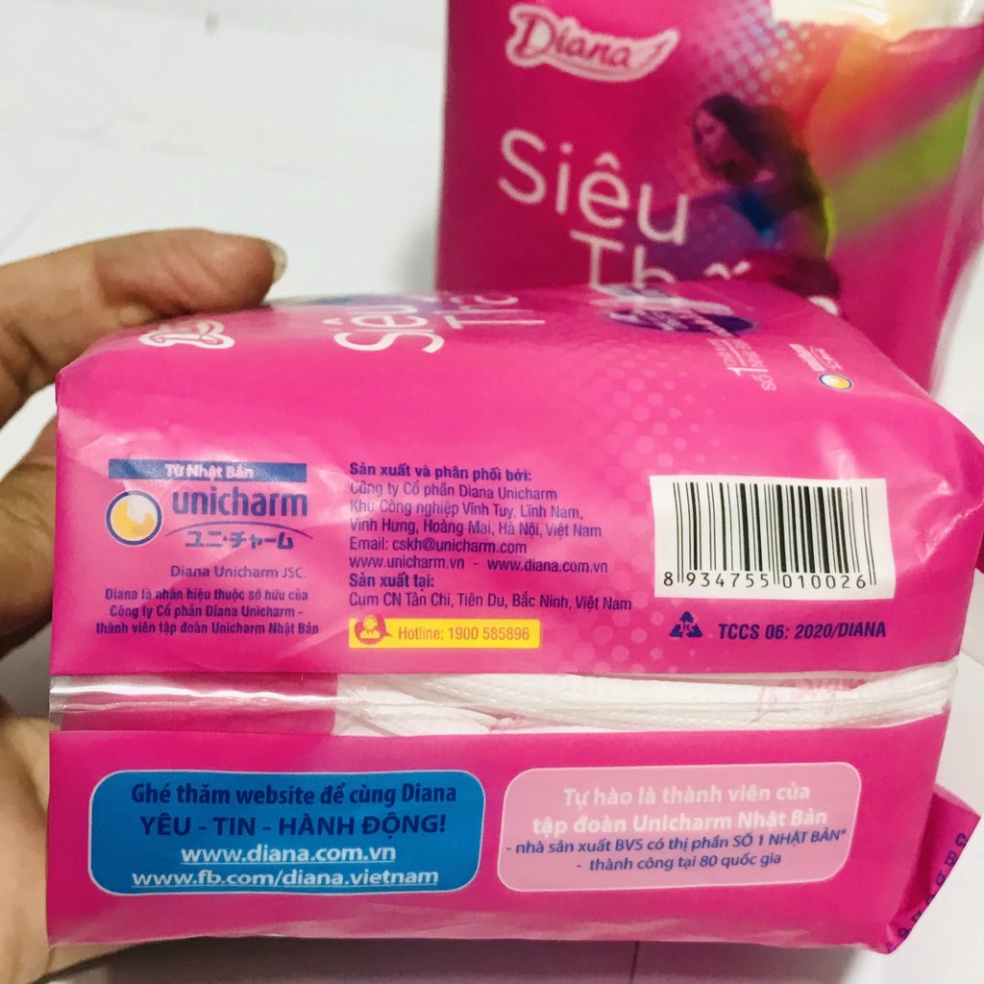 Diana
Siêu
Siêu
Từ Nhật Bản
unicharm
ユニ・チャーム
Diana Unicharm JSC.
Diana là nhãn hiệu thuộc sở hữu của
Công ty Cổ phần Diana Unicharm -
thành viên tập đoàn Unicharm Nhật Bản
Sản xuất và phân phối bởi:
Công ty Cổ phần Diana Unicharm
Khu Công nghiệp Vĩnh Tuy, Lĩnh Nam,
Vĩnh Hưng, Hoàng Mai, Hà Nội, Việt Nam
Email: cskh@unicharm.com
www.unicharm.vn - www.diana.com.vn
Sản xuất tại:
Cụm CN Tân Chi, Tiên Du, Bắc Ninh, Việt Nam
Hotline: 1900 585896
8 934755 010026
TCCS 06: 2020/DIANA
Ghé thăm website để cùng Diana
YÊU - TIN - HÀNH ĐỘNG!
www.diana.com.vn
www.fb.com/diana.vietnam
Tự hào là thành viên của
tập đoàn Unicharm Nhật Bản
- nhà sản xuất BVS có thị phần SỐ 1 NHẬT BẢN*
- thành công tại 80 quốc gia